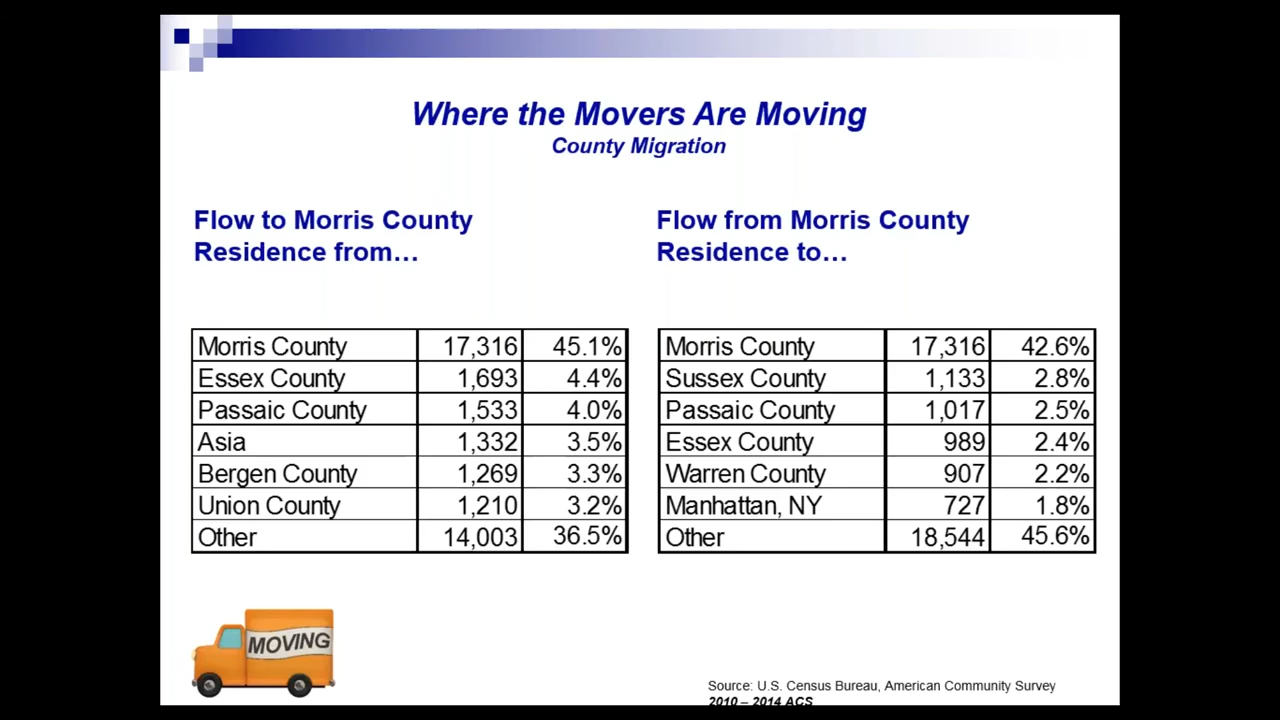 Where the Movers Are Moving
County Migration
Flow to Morris County
Residence from…
Morris County 17,316 45.1%
Essex County 1,693 4.4%
Passaic County 1,533 4.0%
Asia 1,332 3.5%
Bergen County 1,269 3.3%
Union County 1,210 3.2%
Other 14,003 36.5%
Flow from Morris County
Residence to…
Morris County 17,316 42.6%
Sussex County 1,133 2.8%
Passaic County 1,017 2.5%
Essex County 989 2.4%
Warren County 907 2.2%
Manhattan, NY 727 1.8%
Other 18,544 45.6%
MOVING
Source: U.S. Census Bureau, American Community Survey
2010 – 2014 ACS